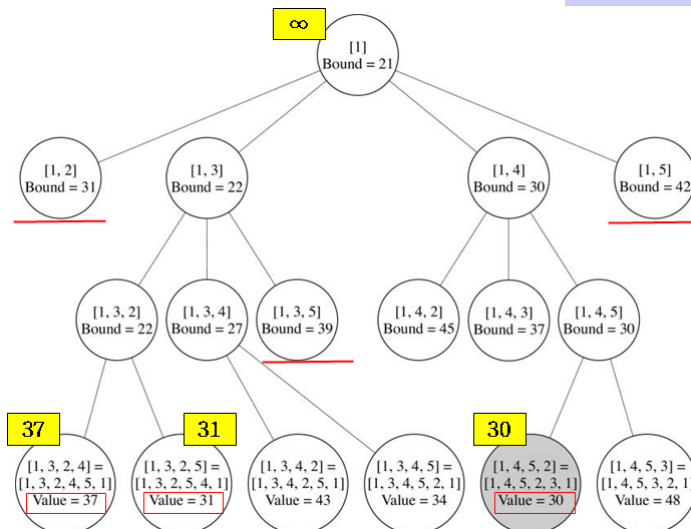 ∞
[1]
Bound = 21
[1, 2]
Bound = 31
[1, 3]
Bound = 22
[1, 4]
Bound = 30
[1, 5]
Bound = 42
[1, 3, 2]
Bound = 22
[1, 3, 4]
Bound = 27
[1, 3, 5]
Bound = 39
[1, 4, 2]
Bound = 45
[1, 4, 3]
Bound = 37
[1, 4, 5]
Bound = 30
37
[1, 3, 2, 4] =
[1, 3, 2, 4, 5, 1]
Value = 37
31
[1, 3, 2, 5] =
[1, 3, 2, 5, 4, 1]
Value = 31
[1, 3, 4, 2] =
[1, 3, 4, 2, 5, 1]
Value = 43
[1, 3, 4, 5] =
[1, 3, 4, 5, 2, 1]
Value = 34
30
[1, 4, 5, 2] =
[1, 4, 5, 2, 3, 1]
Value = 30
[1, 4, 5, 3] =
[1, 4, 5, 3, 2, 1]
Value = 48